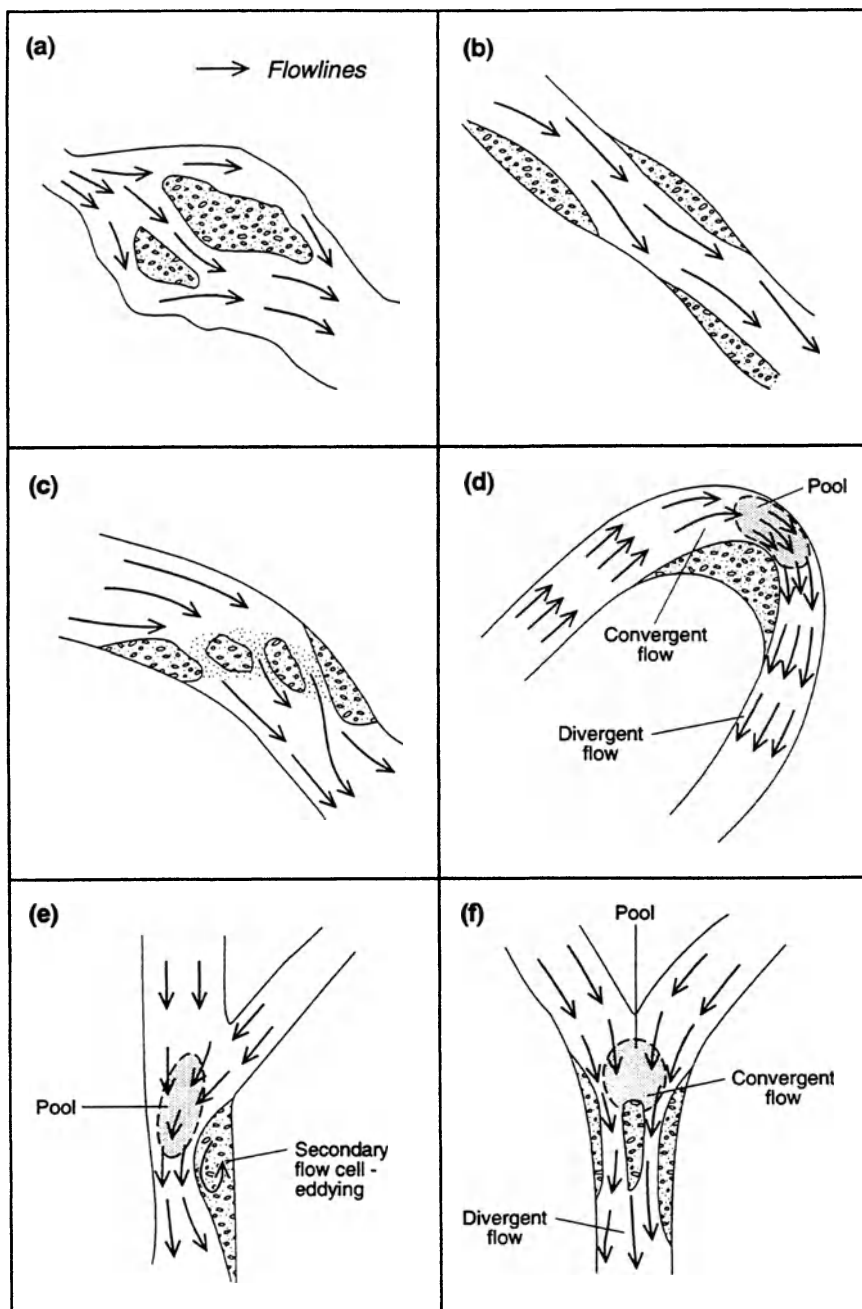 (a)
Flowlines
(b)
(c)
(d)
Pool
Convergent
flow
Divergent
flow
(e)
Pool
Secondary
flow cell -
eddying
(f)
Pool
Convergent
flow
Divergent
flow